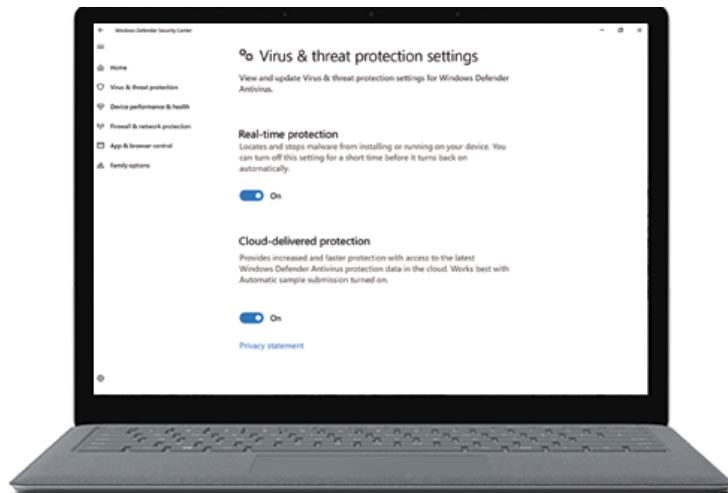 Windows Defender Security Center
Home
Virus & threat protection
Device performance & health
Firewall & network protection
App & browser control
Family options
Virus & threat protection settings
View and update Virus & threat protection settings for Windows Defender
Antivirus.
Real-time protection
Locates and stops malware from installing or running on your device. You
can turn off this setting for a short time before it turns back on
automatically.
On
Cloud-delivered protection
Provides increased and faster protection with access to the latest
Windows Defender Antivirus protection data in the cloud. Works best with
Automatic sample submission turned on.
On
Privacy statement